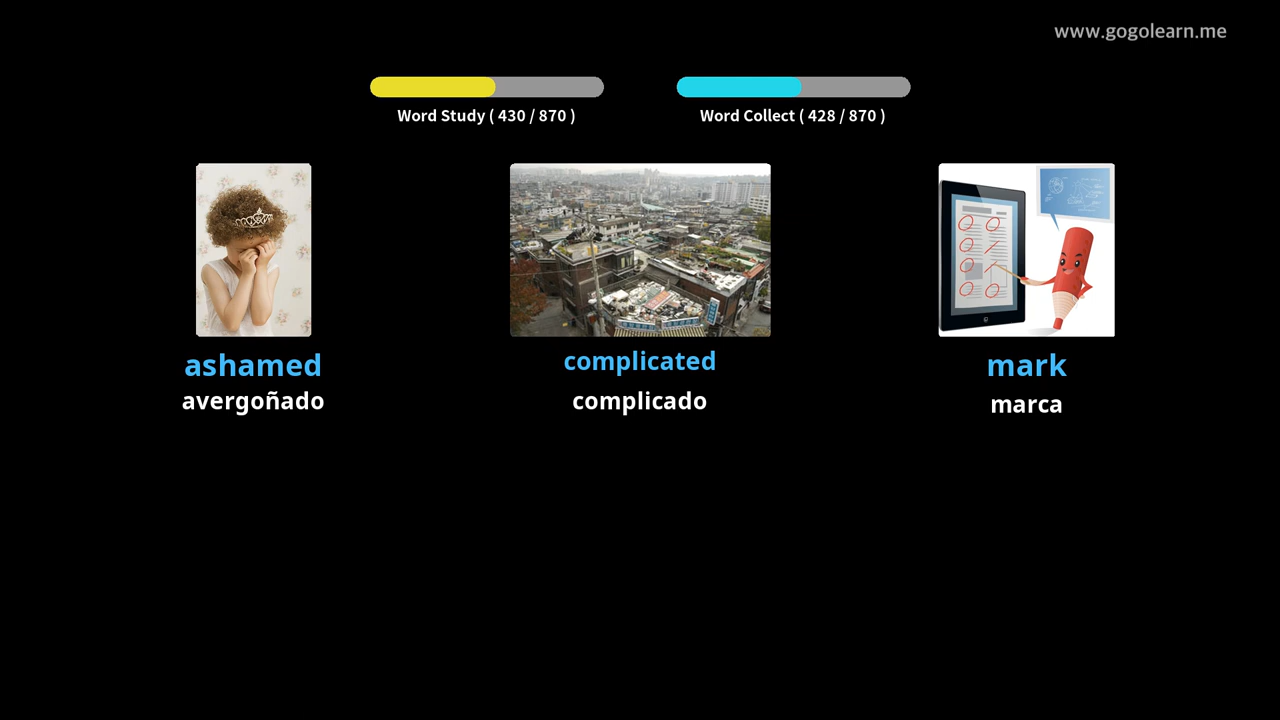 www.gogolearn.me
Word Study ( 430 / 870 )
Word Collect ( 428 / 870 )
ashamed
complicated
mark
avergoñado
complicado
marca